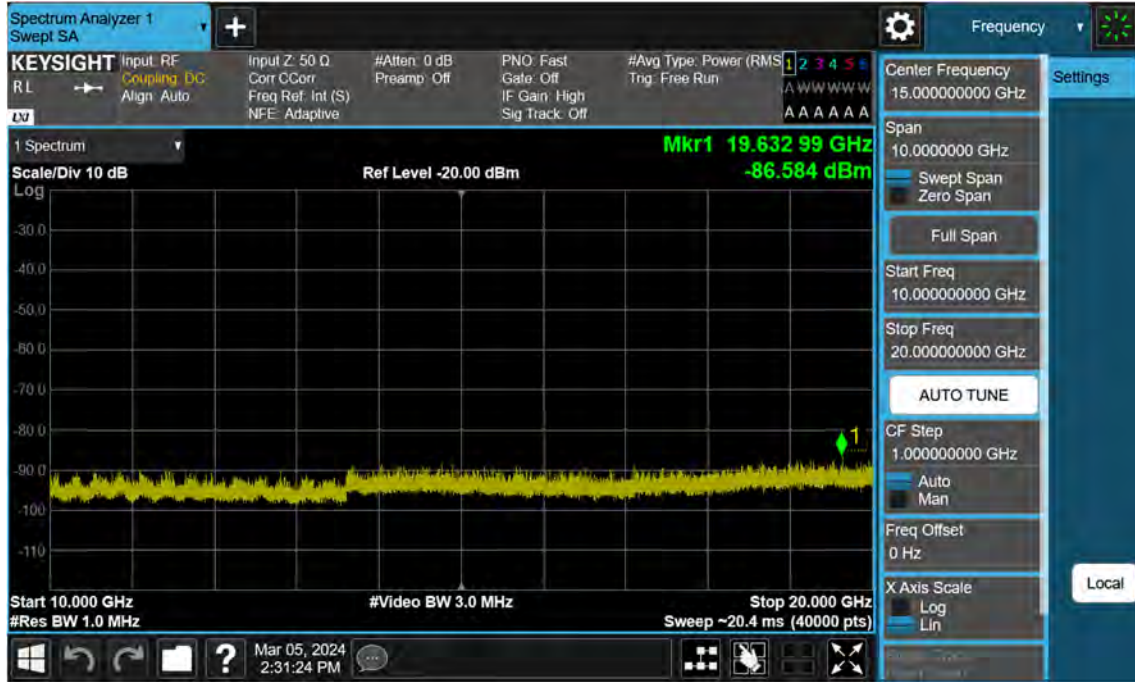 Spectrum Analyzer 1
Swept SA
+
Frequency
KEYSIGHT
RL
LXI
Input: RF
Coupling: DC
Align: Auto
Input Z: 50 Ω
Corr CCorr
Freq Ref: Int (S)
NFE: Adaptive
#Atten: 0 dB
Preamp: Off
PNO: Fast
Gate: Off
IF Gain: High
Sig Track: Off
#Avg Type: Power (RMS
Trig: Free Run
1 2 3 4 5 6
A W W W W W
A A A A A A
Settings
Center Frequency
15.000000000 GHz
Span
10.0000000 GHz
Swept Span
Zero Span
Full Span
Start Freq
10.000000000 GHz
Stop Freq
20.000000000 GHz
AUTO TUNE
CF Step
1.000000000 GHz
Auto
Man
Freq Offset
0 Hz
X Axis Scale
Log
Lin
Local
1 Spectrum
Mkr1 19.632 99 GHz
-86.584 dBm
Scale/Div 10 dB
Ref Level -20.00 dBm
Log
-30.0
-40.0
-50.0
-60.0
-70.0
-80.0
-90.0
-100
-110
1
Start 10.000 GHz
#Video BW 3.0 MHz
Stop 20.000 GHz
#Res BW 1.0 MHz
Sweep ~20.4 ms (40000 pts)
?
Mar 05, 2024
2:31:24 PM